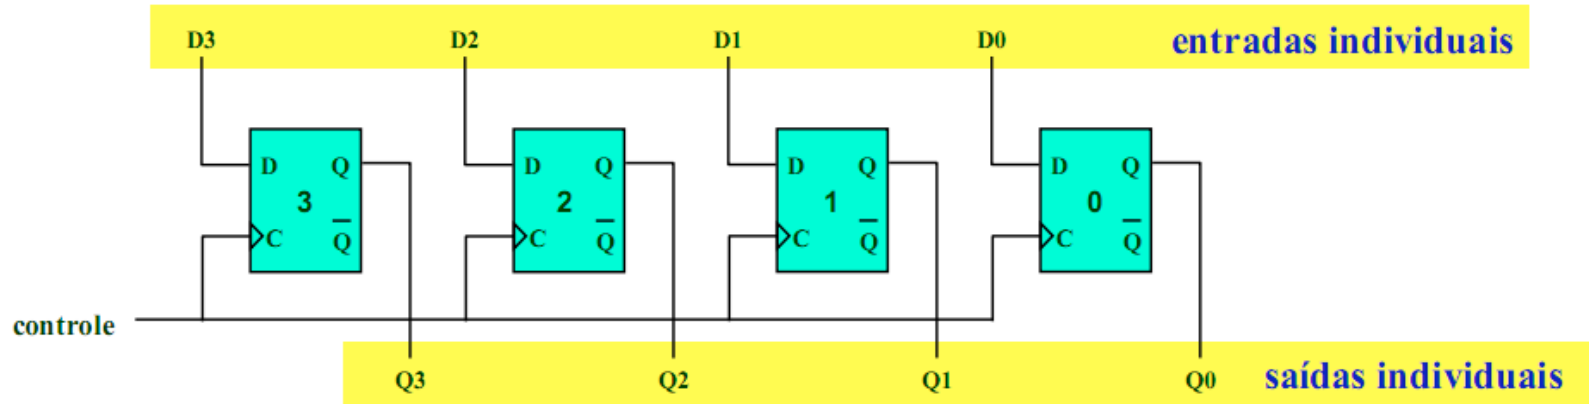 D3 D2 D1 D0 entradas individuais
D Q D Q D Q D Q
3 2 1 0
C Q̅ C Q̅ C Q̅ C Q̅
controle
Q3 Q2 Q1 Q0 saídas individuais